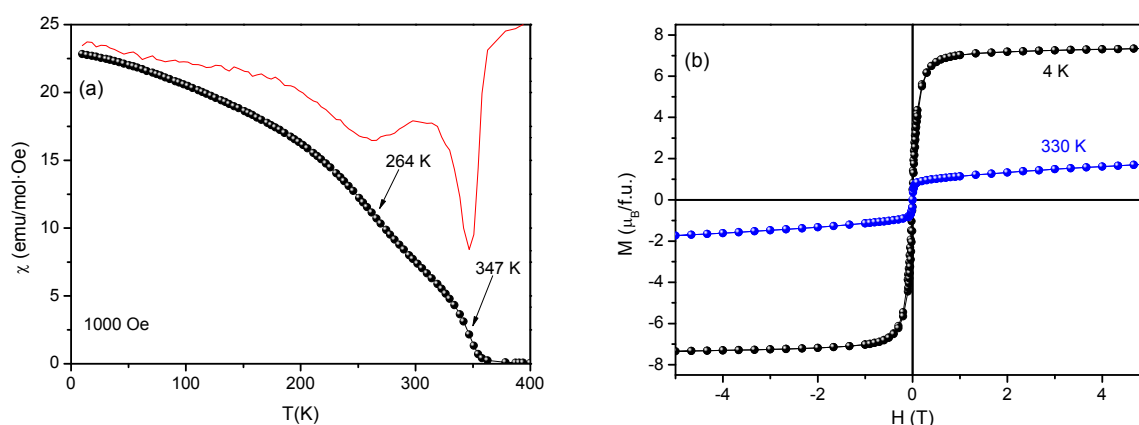 25
20
15
10
5
0
χ (emu/mol·Oe)
(a)
264 K
347 K
1000 Oe
0 100 200 300 400
T(K)
8
6
4
2
0
-2
-4
-6
-8
M (μB/f.u.)
(b)
4 K
330 K
-4 -2 0 2 4
H (T)